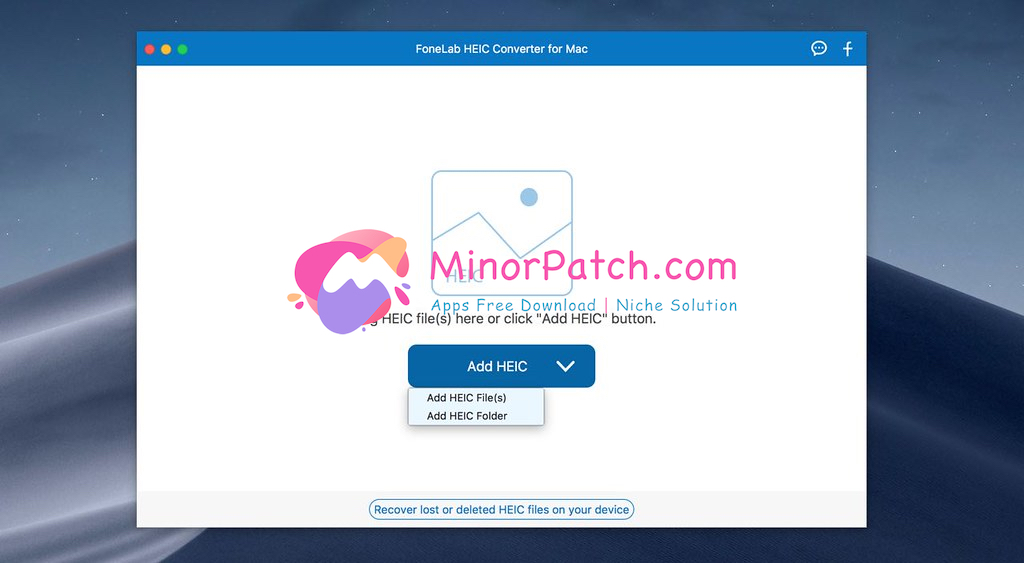 FoneLab HEIC Converter for Mac
HEIC
MinorPatch.com
Apps Free Download | Niche Solution
HEIC file(s) here or click "Add HEIC" button.
Add HEIC
Add HEIC File(s)
Add HEIC Folder
Recover lost or deleted HEIC files on your device